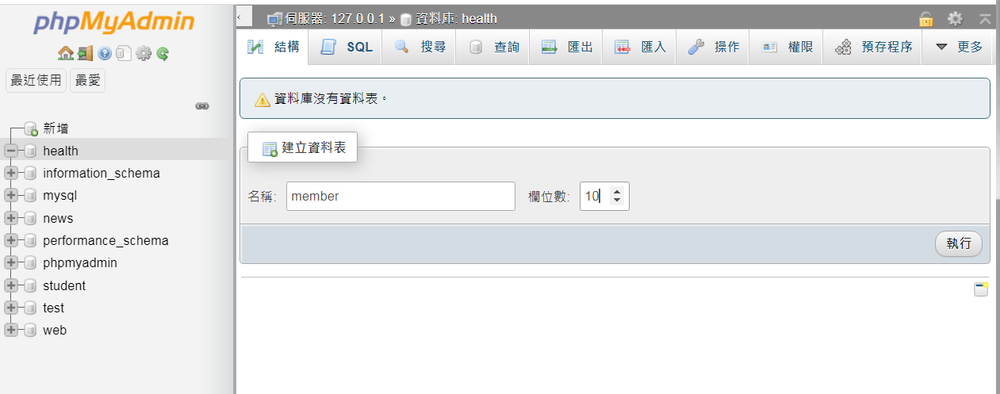 phpMyAdmin
最近使用 最愛
新增
health
information_schema
mysql
news
performance_schema
phpmyadmin
student
test
web
伺服器: 127.0.0.1 » 資料庫: health
結構 SQL 搜尋 查詢 匯出 匯入 操作 權限 預存程序 更多
資料庫沒有資料表。
建立資料表
名稱: member 欄位數: 10
執行